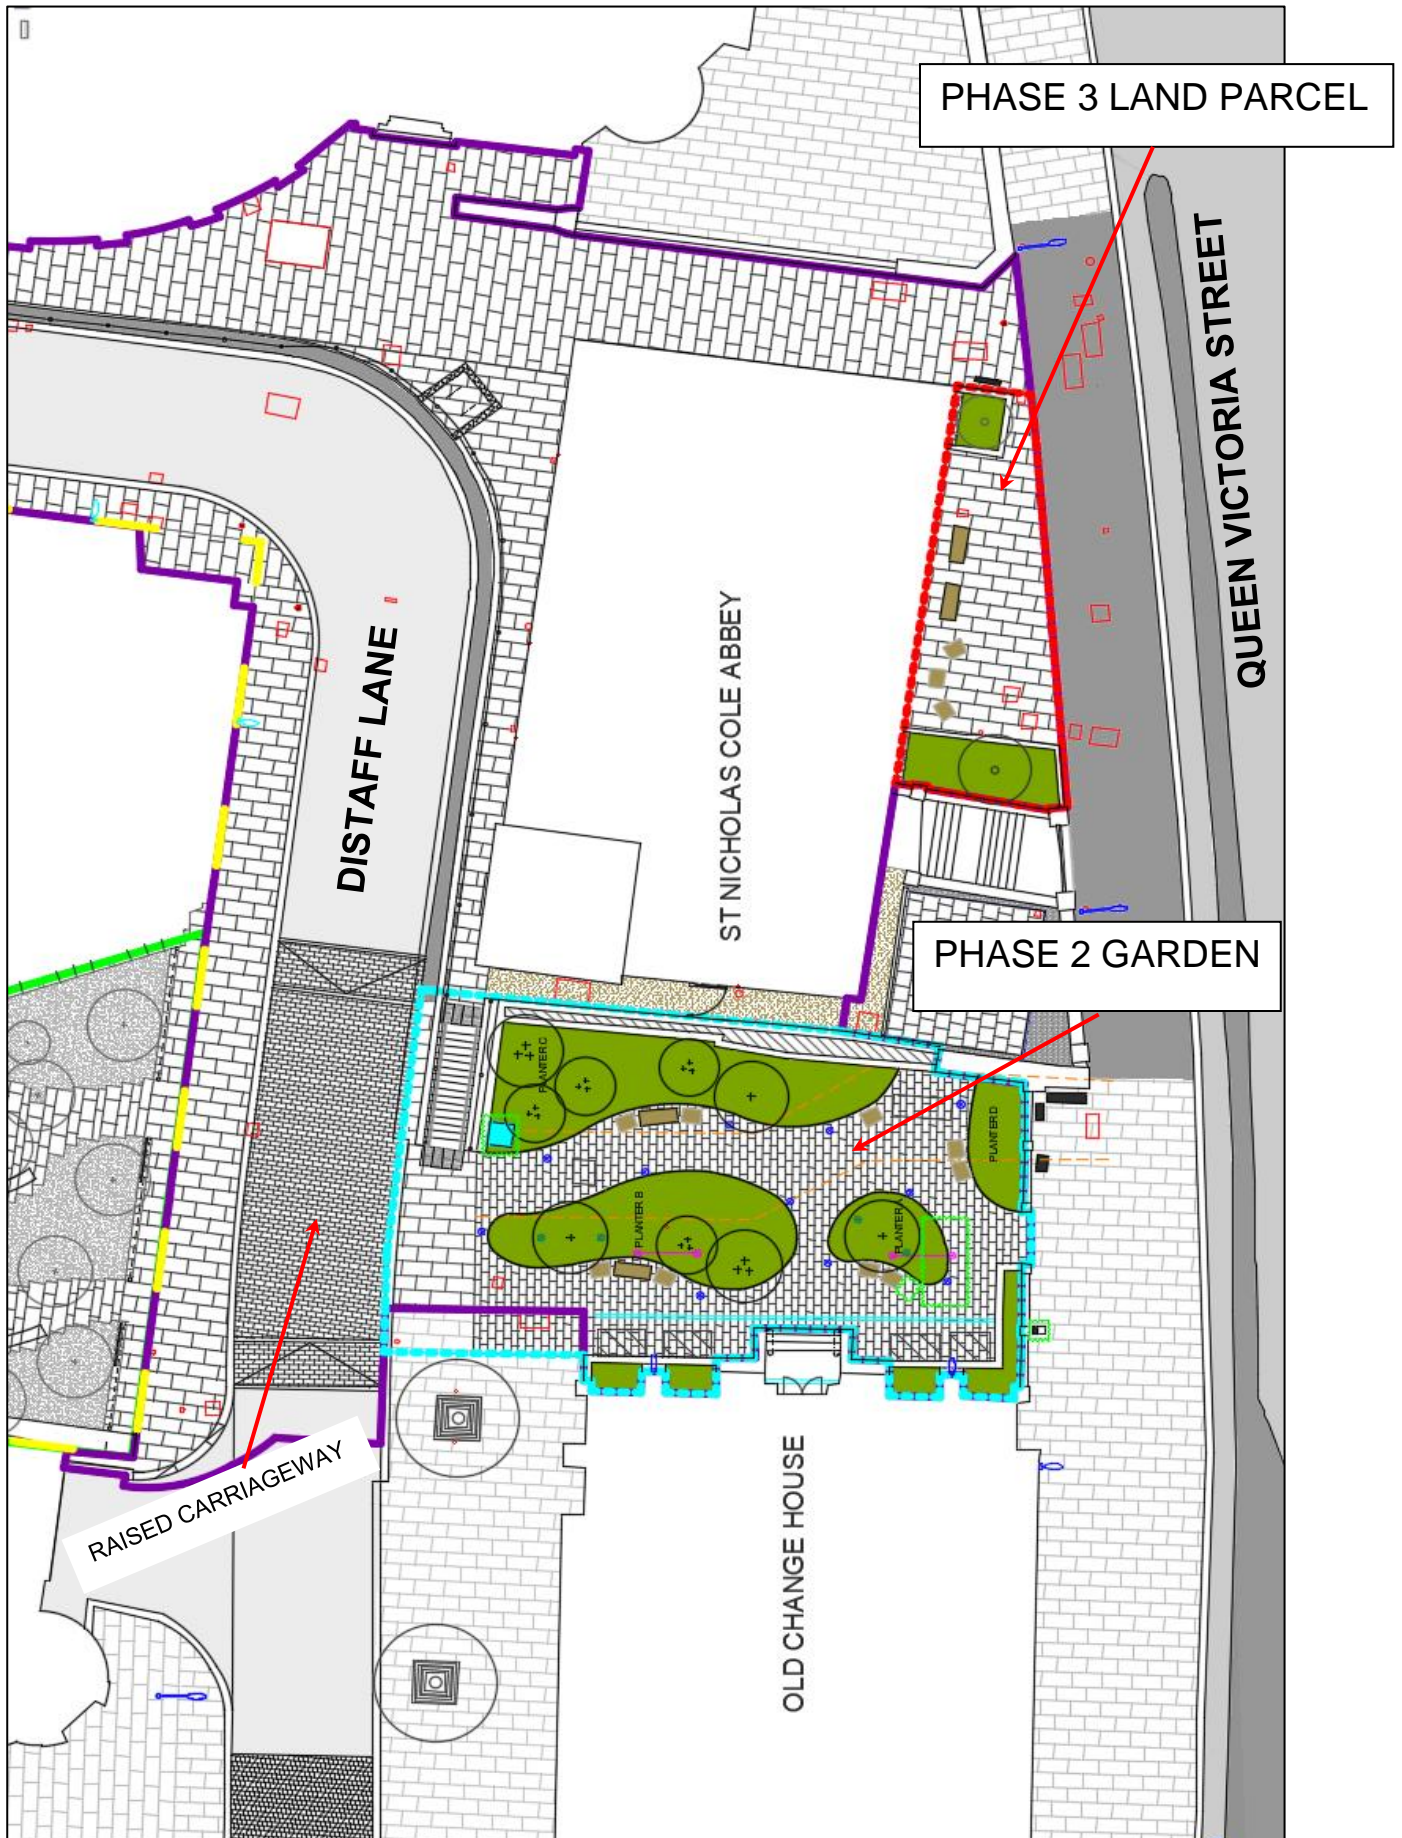 PHASE 3 LAND PARCEL
QUEEN VICTORIA STREET
DISTAFF LANE
ST NICHOLAS COLE ABBEY
PHASE 2 GARDEN
PLANTER C
PLANTER D
PLANTER B
PLANTER A
RAISED CARRIAGEWAY
OLD CHANGE HOUSE